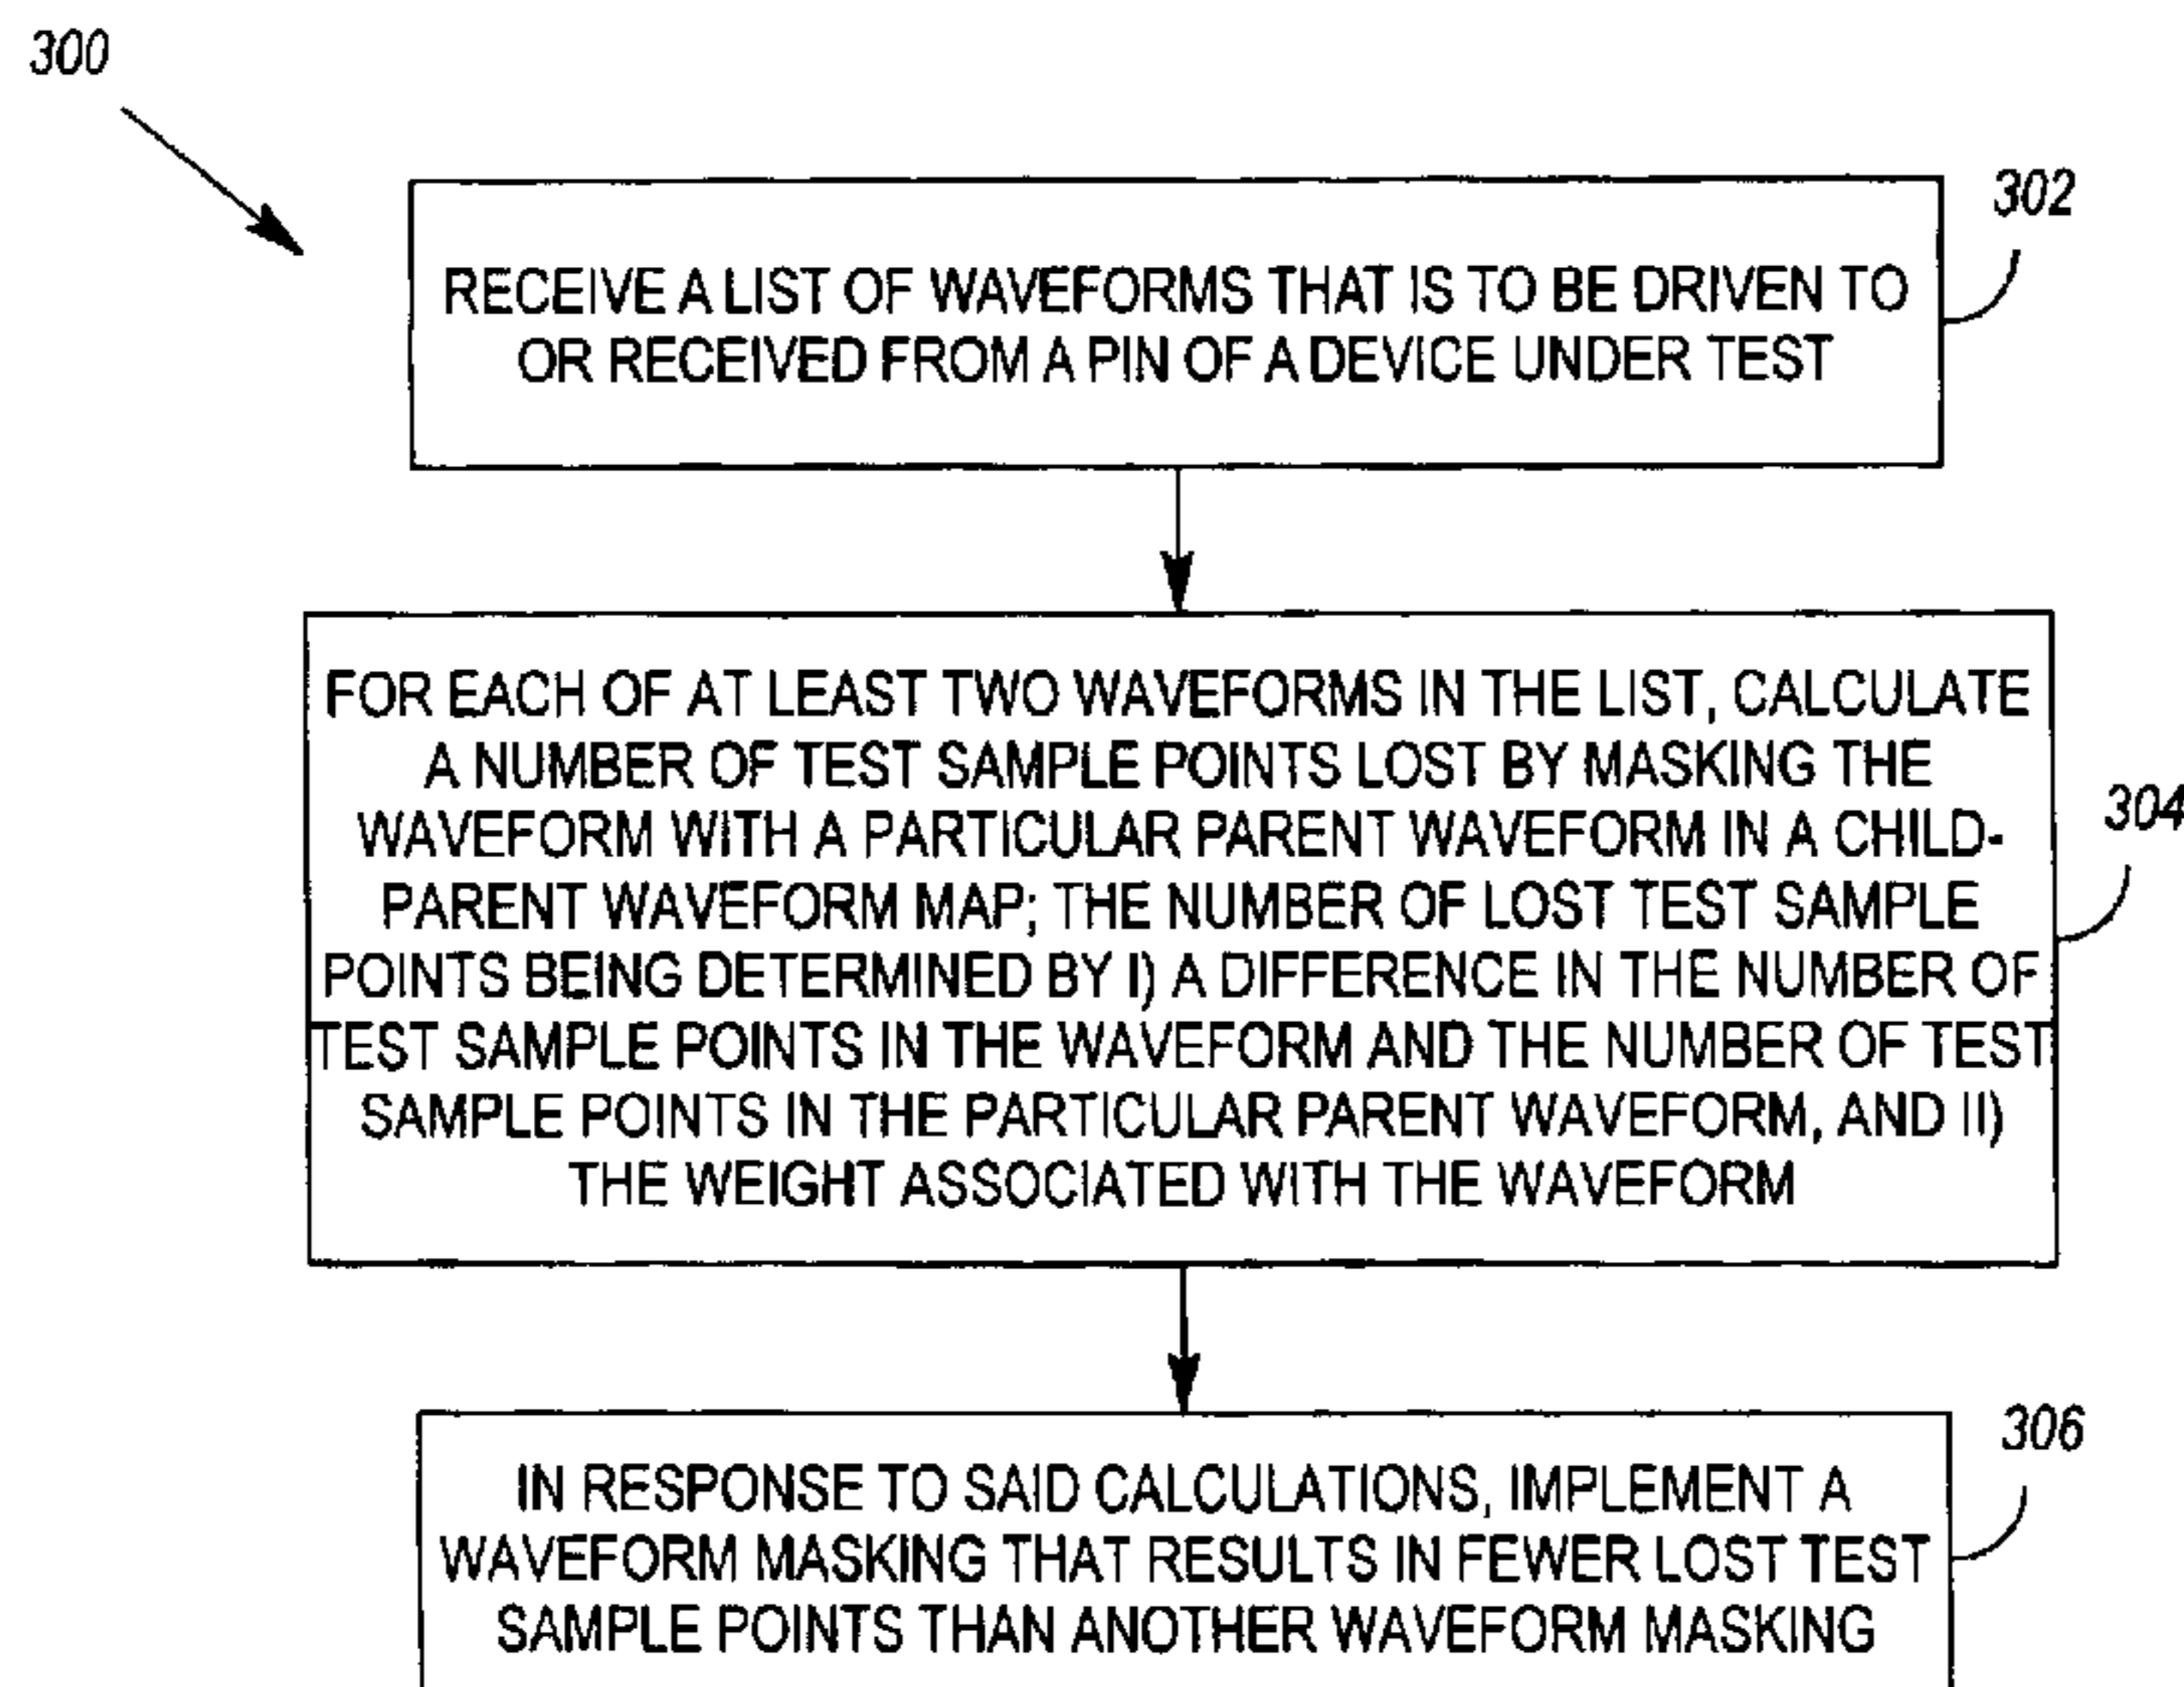 300
302
RECEIVE A LIST OF WAVEFORMS THAT IS TO BE DRIVEN TO
OR RECEIVED FROM A PIN OF A DEVICE UNDER TEST
FOR EACH OF AT LEAST TWO WAVEFORMS IN THE LIST, CALCULATE
A NUMBER OF TEST SAMPLE POINTS LOST BY MASKING THE
WAVEFORM WITH A PARTICULAR PARENT WAVEFORM IN A CHILD-
PARENT WAVEFORM MAP; THE NUMBER OF LOST TEST SAMPLE
POINTS BEING DETERMINED BY I) A DIFFERENCE IN THE NUMBER OF
TEST SAMPLE POINTS IN THE WAVEFORM AND THE NUMBER OF TEST
SAMPLE POINTS IN THE PARTICULAR PARENT WAVEFORM, AND II)
THE WEIGHT ASSOCIATED WITH THE WAVEFORM
304
306
IN RESPONSE TO SAID CALCULATIONS, IMPLEMENT A
WAVEFORM MASKING THAT RESULTS IN FEWER LOST TEST
SAMPLE POINTS THAN ANOTHER WAVEFORM MASKING